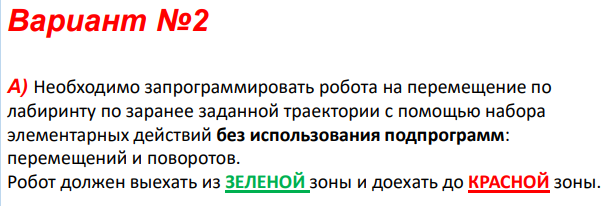 Вариант №2
А) Необходимо запрограммировать робота на перемещение по
лабиринту по заранее заданной траектории с помощью набора
элементарных действий без использования подпрограмм:
перемещений и поворотов.
Робот должен выехать из ЗЕЛЕНОЙ зоны и доехать до КРАСНОЙ зоны.